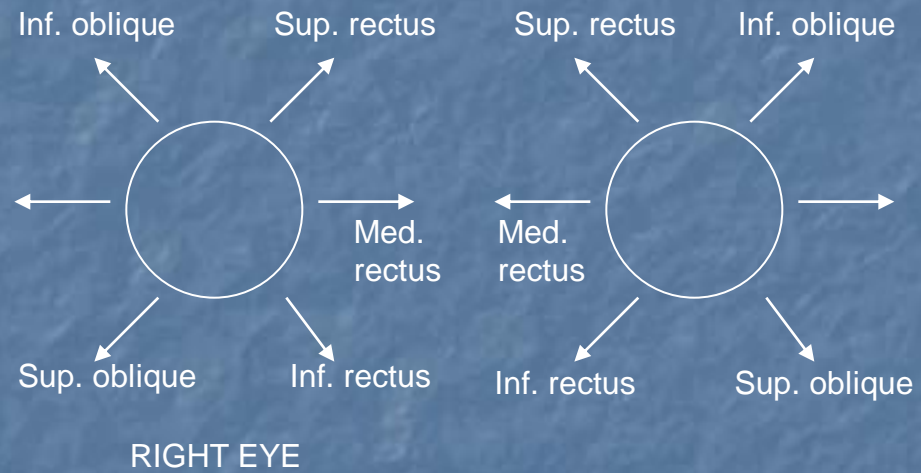 Inf. oblique Sup. rectus Sup. rectus Inf. oblique
Med.
rectus
Med.
rectus
Sup. oblique Inf. rectus Inf. rectus Sup. oblique
RIGHT EYE